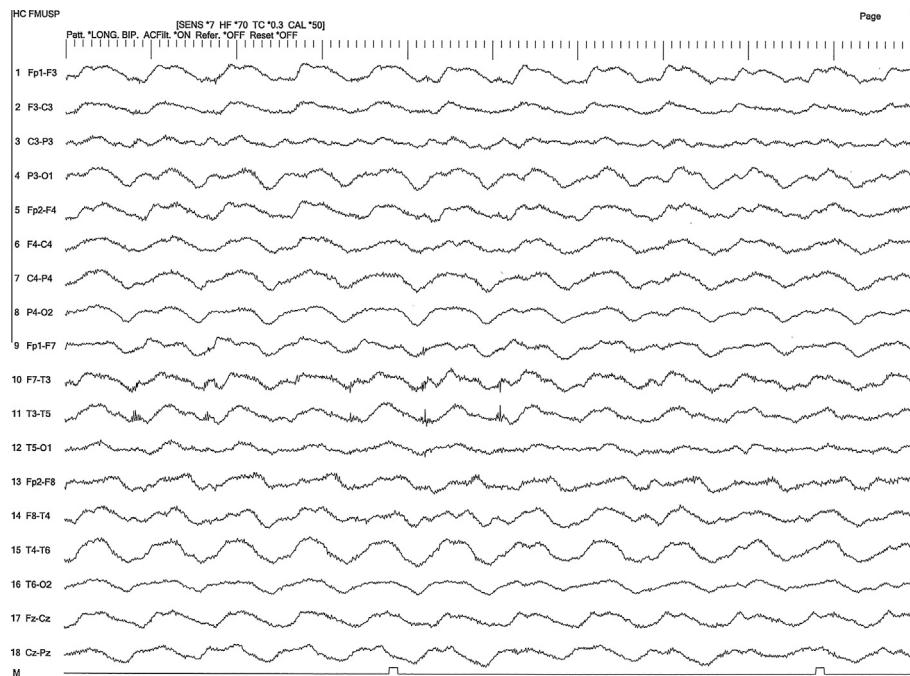 HC FMUSP
Page
[SENS *7 HF *70 TC *0.3 CAL *50]
Patt. *LONG. BIP. ACFilt. *ON Refer. *OFF Reset *OFF
1 Fp1-F3
2 F3-C3
3 C3-P3
4 P3-O1
5 Fp2-F4
6 F4-C4
7 C4-P4
8 P4-O2
9 Fp1-F7
10 F7-T3
11 T3-T5
12 T5-O1
13 Fp2-F8
14 F8-T4
15 T4-T6
16 T6-O2
17 Fz-Cz
18 Cz-Pz
M